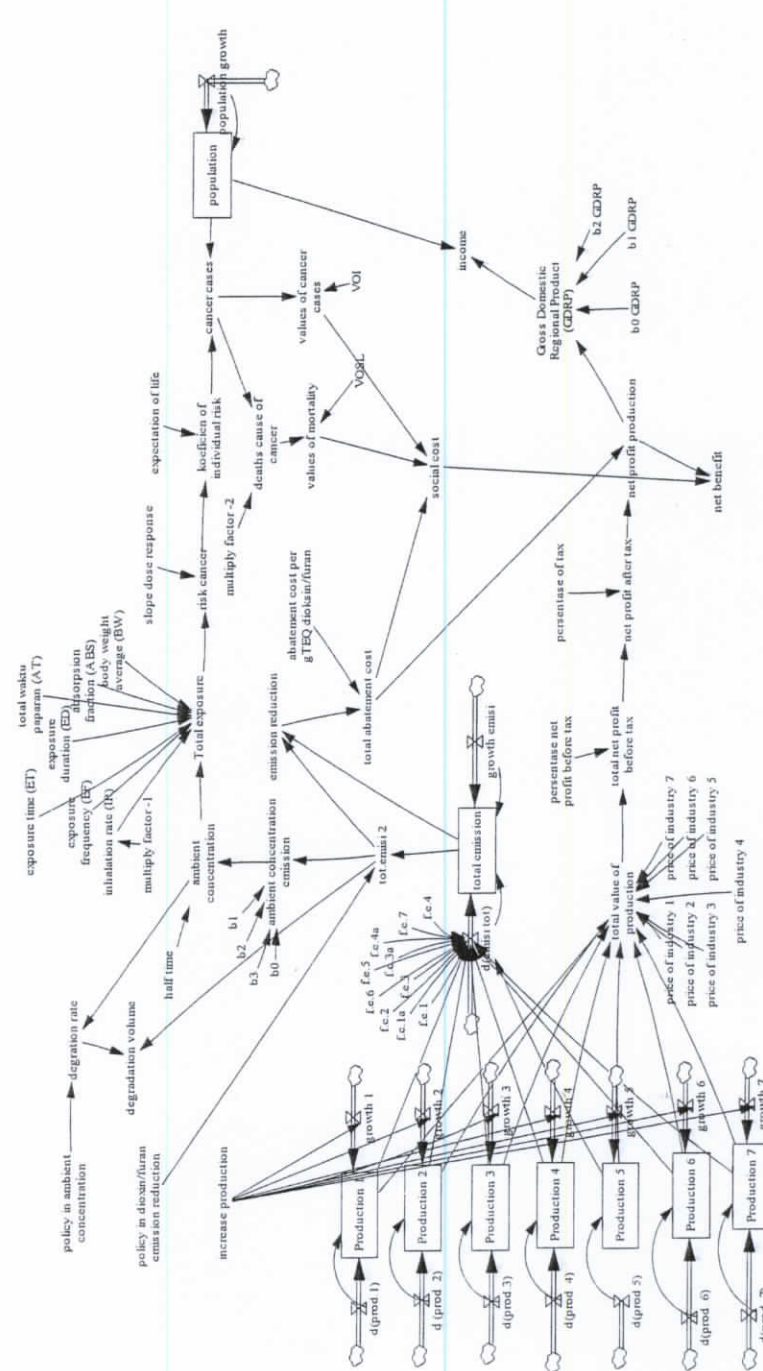 policy in ambient
concentration
degration rate
degradation volume
half time
policy in dioxin/furan
emission reduction
increase production
exposure time (ET)
total waktu
paparan (AT)
exposure
duration (ED)
absorpsion
fraction (ABS)
body weight
average (BW)
exposure
frequency (EF)
inhalation rate (IR)
multiply factor -1
ambient
concentration
Total exposure
slope dose response
risk cancer
expectation of life
koeficien of
individual risk
cancer cases
population
population growth
multiply factor -2
deaths cause of
cancer
values of cancer
cases
VOI
values of mortality
VOSL
social cost
income
b1
b2
b3
b0
ambient concentration
emission
emission reduction
abatement cost per
gTEQ dioksin/furan
total abatement cost
tot emisi 2
total emission
growth emisi
d(emisi tot)
f.e.4
f.e.7
f.e.4a
f.e.3a
f.e.5
f.e.3
f.e.6
f.e.2
f.e.1a
f.e.1
d(prod 1)
Production
growth 1
d (prod 2)
Production 2
growth 2
d(prod 3)
Production 3
growth 3
d(prod 4)
Production 4
growth 4
d(prod 5)
Production 5
growth 5
d(prod 6)
Production 6
growth 6
Production 7
growth 7
total value of
production
price of industry 1
price of industry 2
price of industry 3
price of industry 4
price of industry 5
price of industry 6
price of industry 7
persentase net
profit before tax
total net profit
before tax
persentase of tax
net profit after tax
net profit production
net benefit
Gross Domestic
Regional Product
(GDRP)
b0 GDRP
b1 GDRP
b2 GDRP